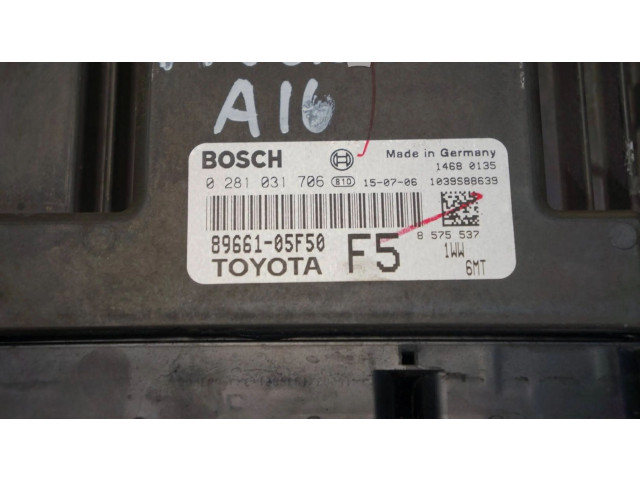 A16
BOSCH Made in Germany
1468 0135
0 281 031 706 810 15-07-06 1039S88639
8 575 537
89661-05F50 F5 1WW
TOYOTA 6MT